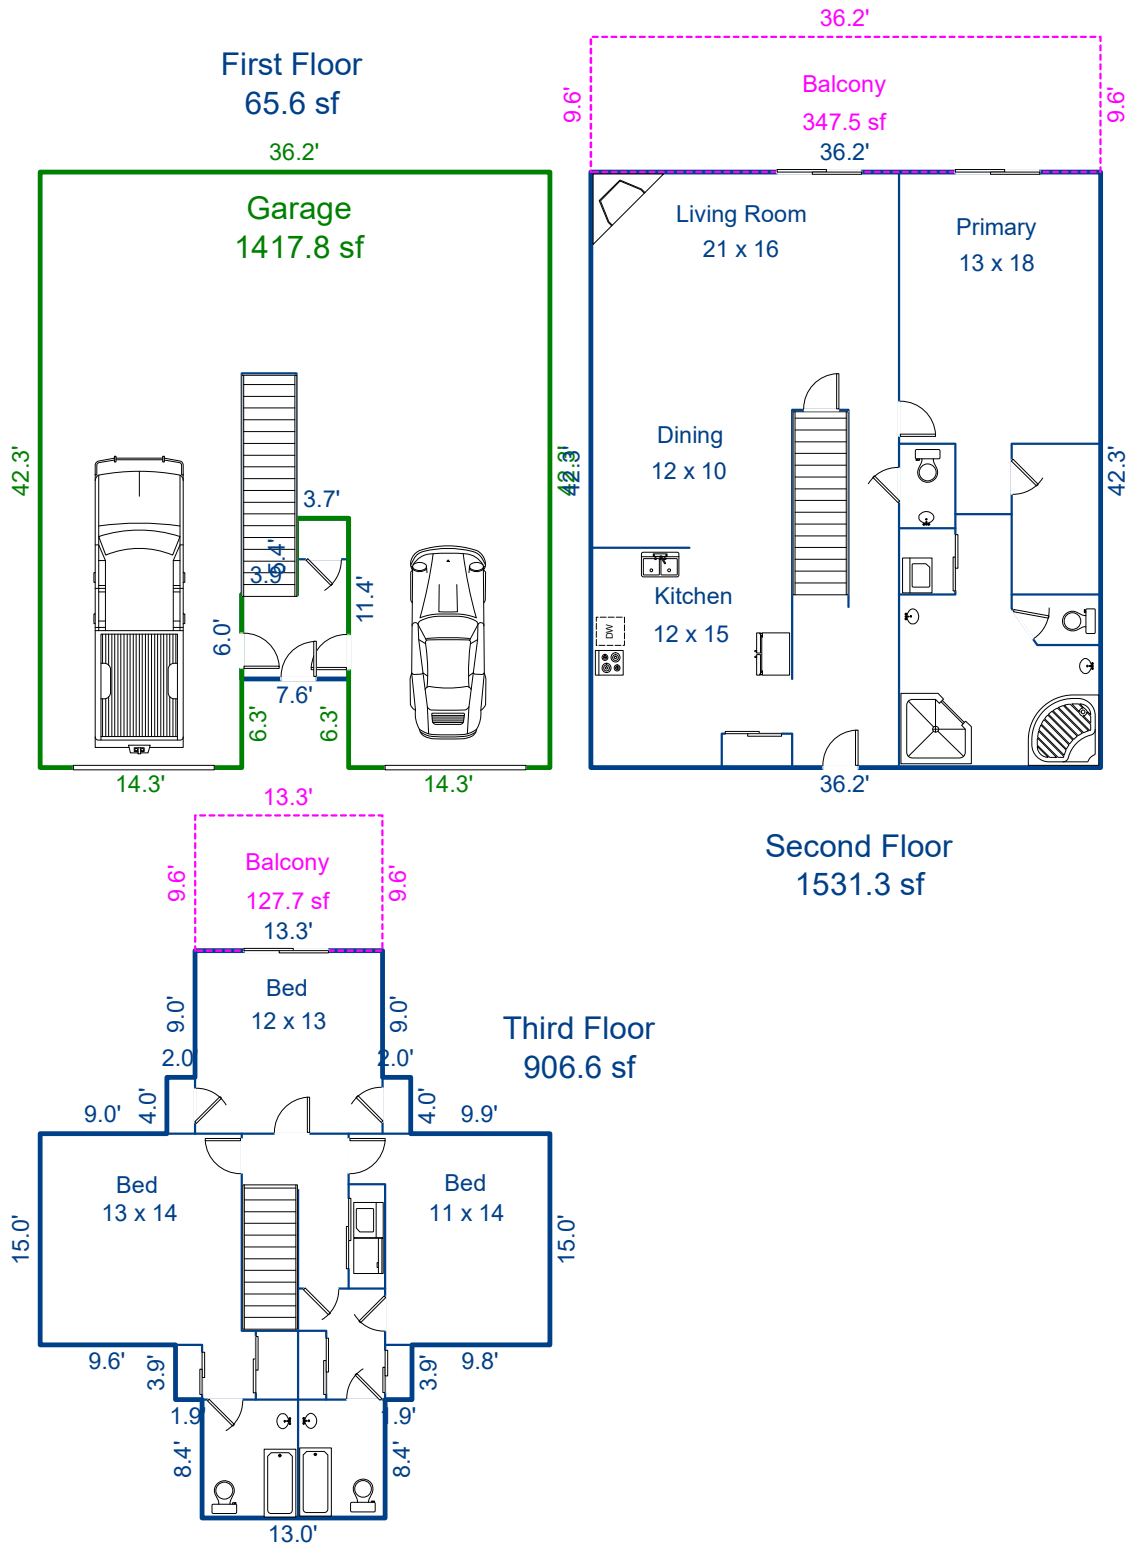 36.2'
First Floor
65.6 sf
9.6'
Balcony
347.5 sf
9.6'
36.2'
36.2'
Garage
1417.8 sf
Living Room
21 x 16
Primary
13 x 18
42.3'
42.3'
42.3'
42.3'
Dining
12 x 10
3.7'
5.4'
3.9'
11.4'
6.0'
Kitchen
12 x 15
DW
7.6'
6.3'
6.3'
14.3'
14.3'
36.2'
13.3'
Second Floor
1531.3 sf
9.6'
Balcony
127.7 sf
9.6'
13.3'
Bed
12 x 13
9.0'
9.0'
Third Floor
906.6 sf
2.0'
2.0'
4.0'
4.0'
9.0'
9.9'
Bed
13 x 14
Bed
11 x 14
15.0'
15.0'
9.6'
3.9'
3.9'
9.8'
1.9'
1.9'
8.4'
8.4'
13.0'